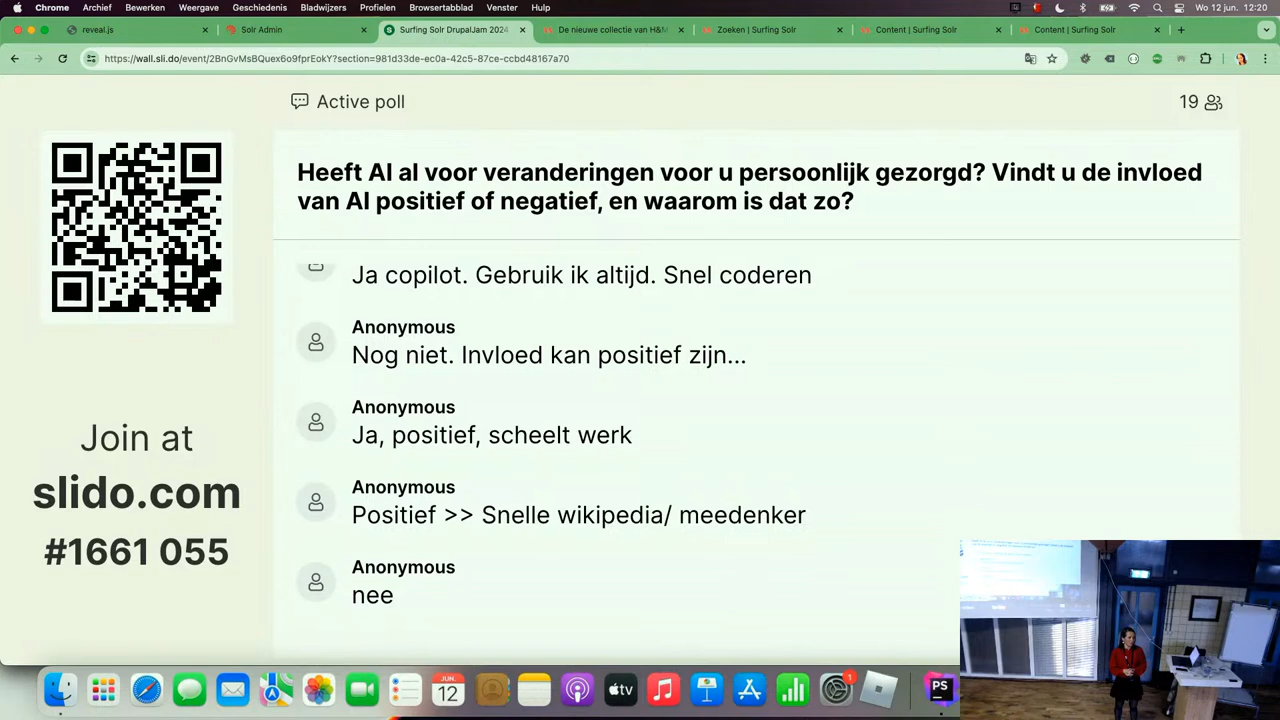 Chrome Archief Bewerken Weergave Geschiedenis Bladwijzers Profielen Browsertabblad Venster Help Wo 12 jun. 12:20
reveal.js
Solr Admin
Surfing Solr DrupalJam 2024
De nieuwe collectie van H&M
Zoeken | Surfing Solr
Content | Surfing Solr
Content | Surfing Solr
https://wall.sli.do/event/2BnGvMsBQuex6o9fprEokY?section=981d33de-ec0a-42c5-87ce-ccbd48167a70
Active poll
19
Heeft AI al voor veranderingen voor u persoonlijk gezorgd? Vindt u de invloed
van AI positief of negatief, en waarom is dat zo?
Ja copilot. Gebruik ik altijd. Snel coderen
Anonymous
Nog niet. Invloed kan positief zijn...
Anonymous
Ja, positief, scheelt werk
Anonymous
Positief >> Snelle wikipedia/ meedenker
Anonymous
nee
Join at
slido.com
#1661 055
JUN.
12
tv
1
PS